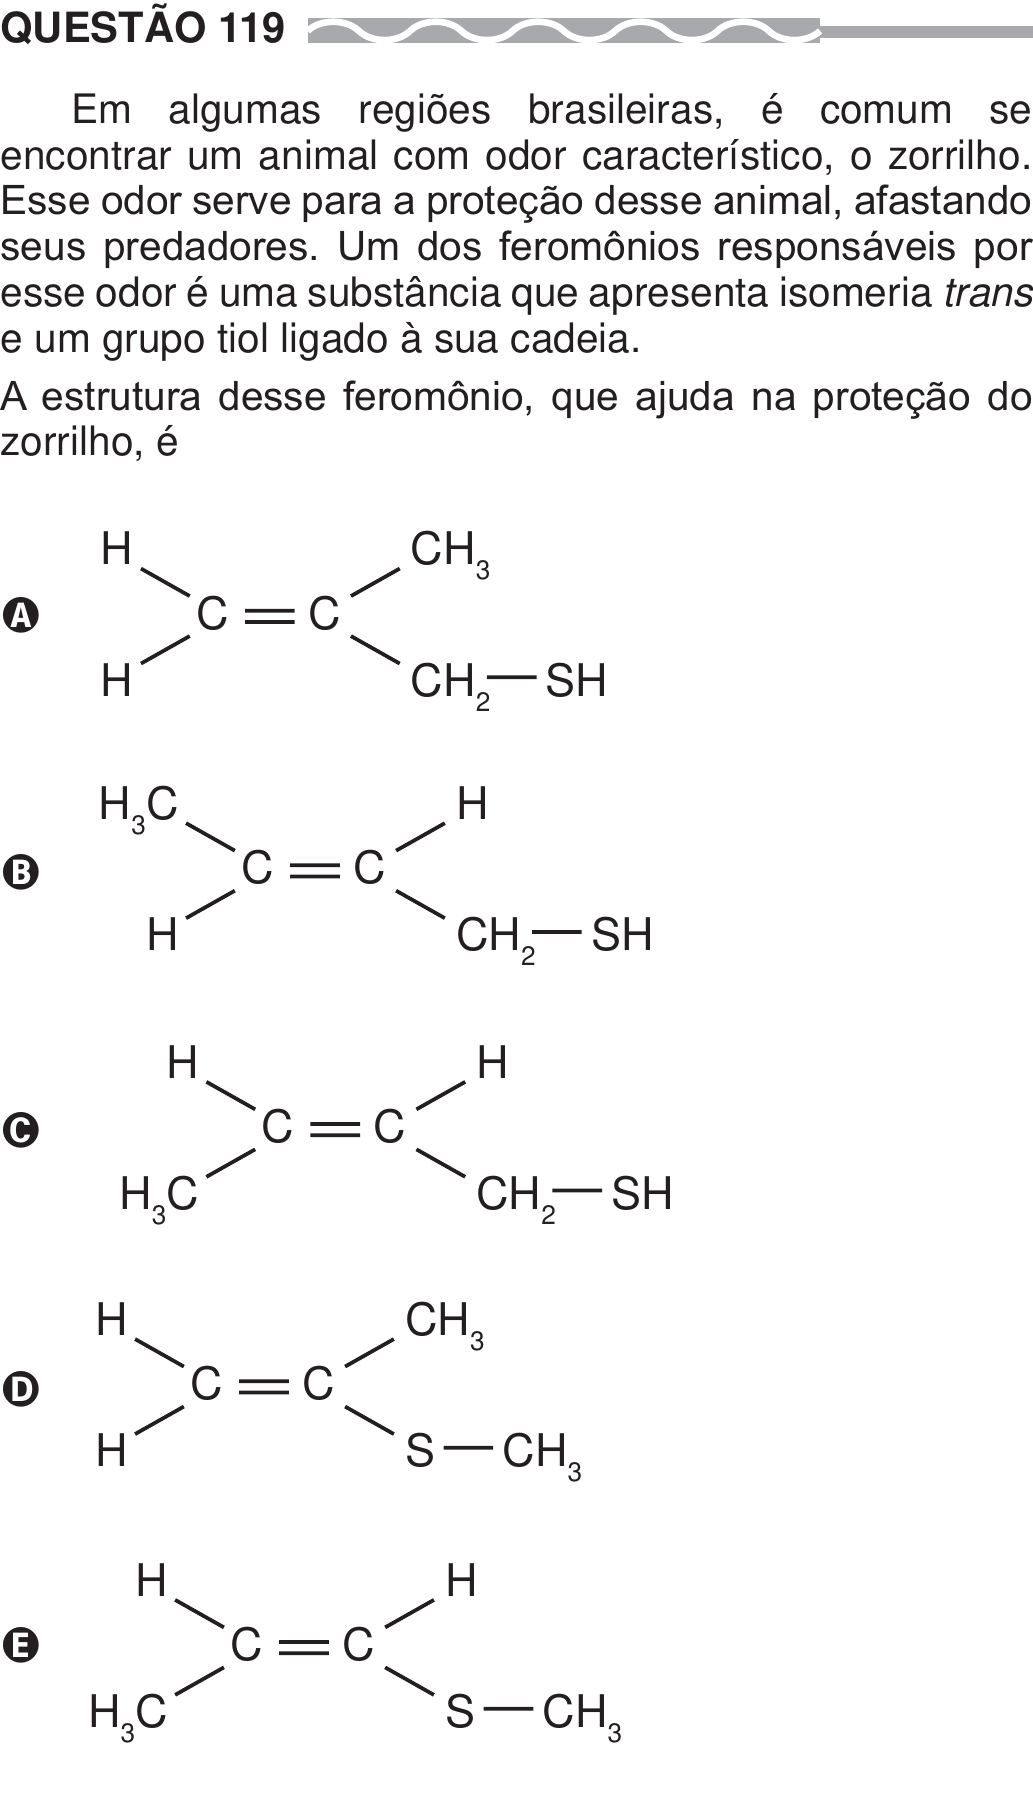 QUESTÃO 119
Em algumas regiões brasileiras, é comum se
encontrar um animal com odor característico, o zorrilho.
Esse odor serve para a proteção desse animal, afastando
seus predadores. Um dos feromônios responsáveis por
esse odor é uma substância que apresenta isomeria trans
e um grupo tiol ligado à sua cadeia.
A estrutura desse feromônio, que ajuda na proteção do
zorrilho, é
H CH₃
A C = C
H CH₂—SH
H₃C H
B C = C
H CH₂—SH
H H
C C = C
H₃C CH₂—SH
H CH₃
D C = C
H S—CH₃
H H
E C = C
H₃C S—CH₃